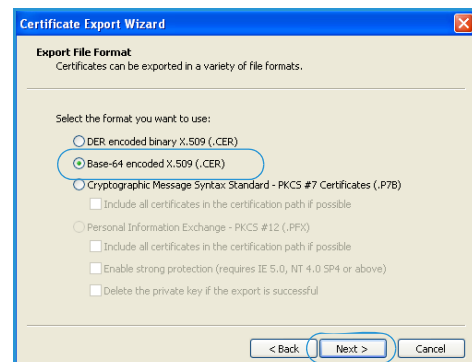 Certificate Export Wizard
Export File Format
Certificates can be exported in a variety of file formats.
Select the format you want to use:
DER encoded binary X.509 (.CER)
Base-64 encoded X.509 (.CER)
Cryptographic Message Syntax Standard - PKCS #7 Certificates (.P7B)
Include all certificates in the certification path if possible
Personal Information Exchange - PKCS #12 (.PFX)
Include all certificates in the certification path if possible
Enable strong protection (requires IE 5.0, NT 4.0 SP4 or above)
Delete the private key if the export is successful
< Back Next > Cancel